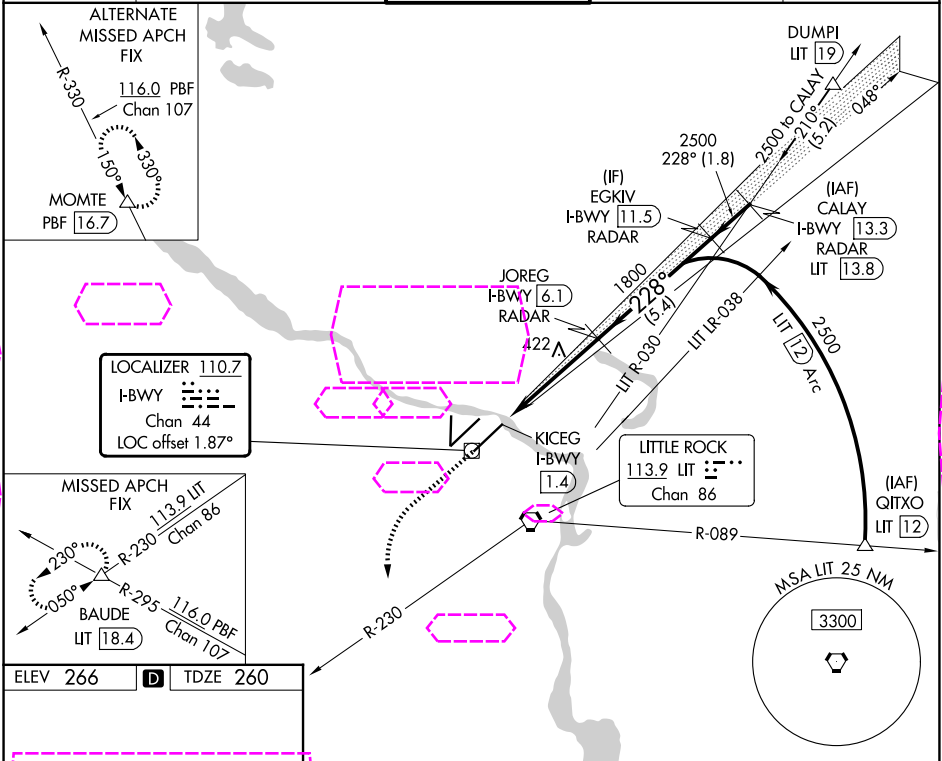 ALTERNATE
MISSED APCH
FIX
R-330
116.0 PBF
Chan 107
330°
150°
MOMTE
PBF 16.7
DUMPI
LIT 19
2500 to CALAY
210°
(5.2)
048°
2500
228° (1.8)
(IF)
EGKIV
I-BWY 11.5
RADAR
(IAF)
CALAY
I-BWY 13.3
RADAR
LIT 13.8
JOREG
I-BWY 6.1
RADAR
1800
228°
(5.4)
422
LIT R-030
LIT LR-038
2500
LIT 12 Arc
LOCALIZER 110.7
I-BWY
Chan 44
LOC offset 1.87°
KICEG
I-BWY
1.4
LITTLE ROCK
113.9 LIT
Chan 86
(IAF)
QITXO
LIT 12
R-089
R-230
MISSED APCH
FIX
113.9 LIT
R-230 Chan 86
230°
050°
R-295 116.0 PBF
Chan 107
BAUDE
LIT 18.4
MSA LIT 25 NM
3300
ELEV 266 D TDZE 260